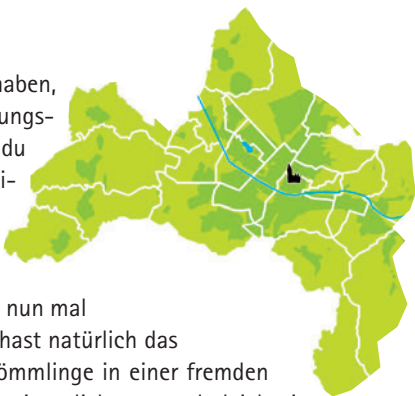 haben,
ungs-
du
i-
nun mal
hast natürlich das
ömmlinge in einer fremden